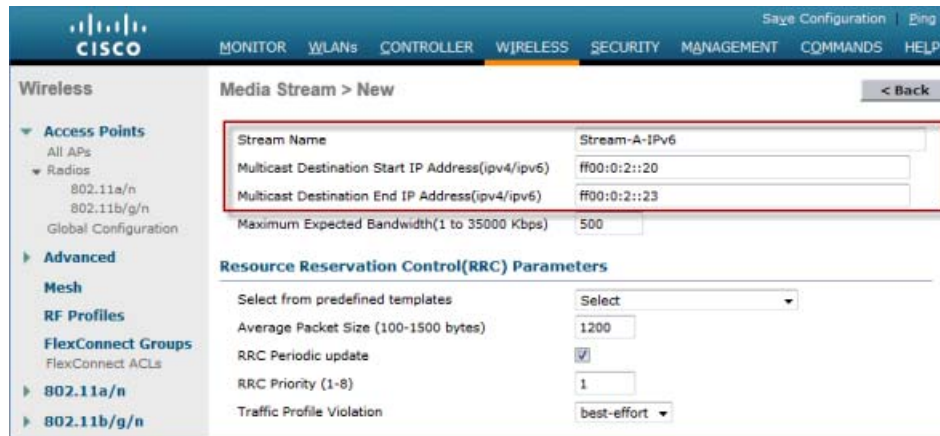 Save Configuration Ping
CISCO
MONITOR WLANs CONTROLLER WIRELESS SECURITY MANAGEMENT COMMANDS HELP
Wireless
Media Stream > New
< Back
Access Points
All APs
Radios
802.11a/n
802.11b/g/n
Global Configuration
Advanced
Mesh
RF Profiles
FlexConnect Groups
FlexConnect ACLs
802.11a/n
802.11b/g/n
Stream Name Stream-A-IPv6
Multicast Destination Start IP Address(ipv4/ipv6) ff00:0:2::20
Multicast Destination End IP Address(ipv4/ipv6) ff00:0:2::23
Maximum Expected Bandwidth(1 to 35000 Kbps) 500
Resource Reservation Control(RRC) Parameters
Select from predefined templates Select
Average Packet Size (100-1500 bytes) 1200
RRC Periodic update
RRC Priority (1-8) 1
Traffic Profile Violation best-effort